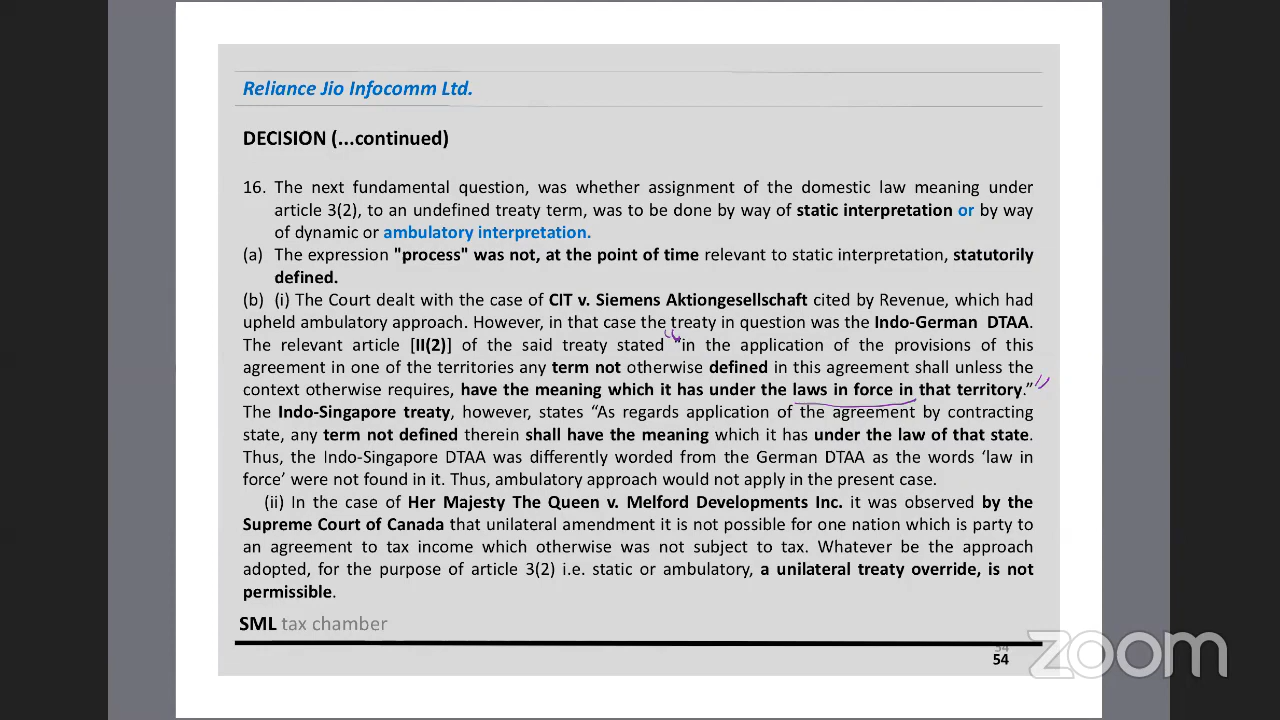 Reliance Jio Infocomm Ltd.
DECISION (...continued)
16. The next fundamental question, was whether assignment of the domestic law meaning under
article 3(2), to an undefined treaty term, was to be done by way of static interpretation or by way
of dynamic or ambulatory interpretation.
(a) The expression "process" was not, at the point of time relevant to static interpretation, statutorily
defined.
(b) (i) The Court dealt with the case of CIT v. Siemens Aktiongesellschaft cited by Revenue, which had
upheld ambulatory approach. However, in that case the treaty in question was the Indo-German DTAA.
The relevant article [II(2)] of the said treaty stated "in the application of the provisions of this
agreement in one of the territories any term not otherwise defined in this agreement shall unless the
context otherwise requires, have the meaning which it has under the laws in force in that territory.”
The Indo-Singapore treaty, however, states “As regards application of the agreement by contracting
state, any term not defined therein shall have the meaning which it has under the law of that state.
Thus, the Indo-Singapore DTAA was differently worded from the German DTAA as the words ‘law in
force’ were not found in it. Thus, ambulatory approach would not apply in the present case.
(ii) In the case of Her Majesty The Queen v. Melford Developments Inc. it was observed by the
Supreme Court of Canada that unilateral amendment it is not possible for one nation which is party to
an agreement to tax income which otherwise was not subject to tax. Whatever be the approach
adopted, for the purpose of article 3(2) i.e. static or ambulatory, a unilateral treaty override, is not
permissible.
SML tax chamber
54
54
zoom